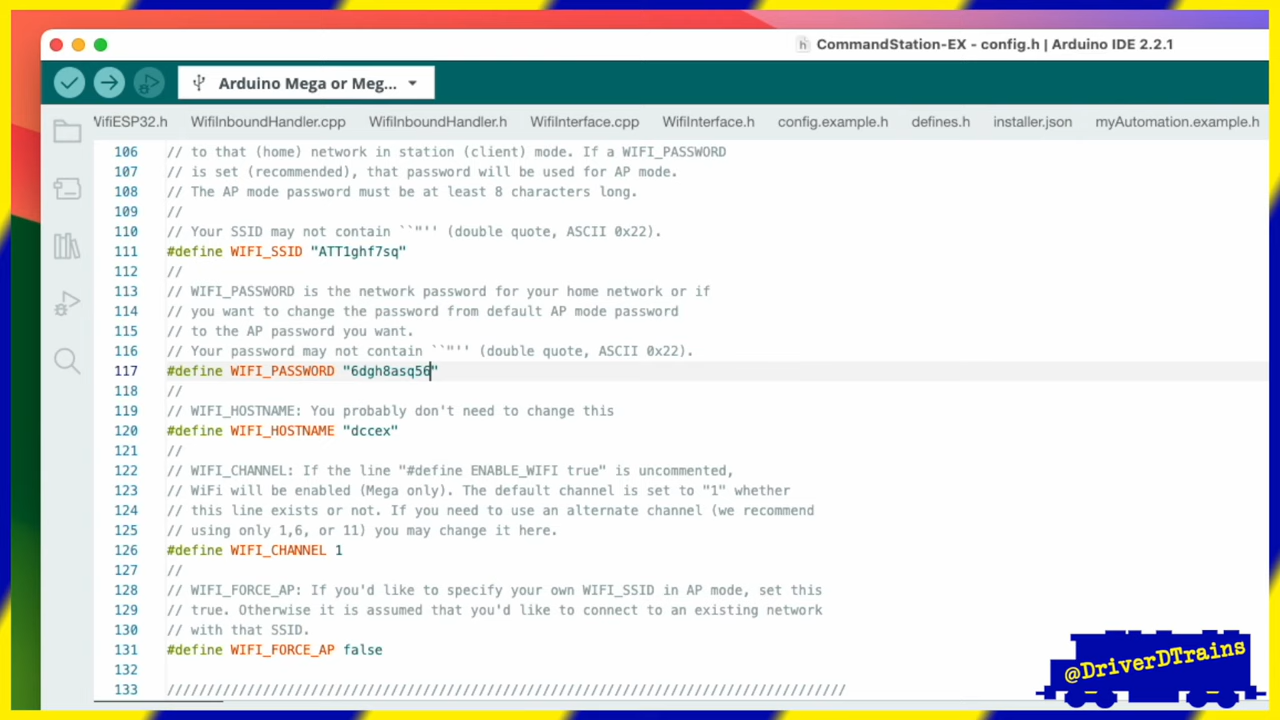 CommandStation-EX - config.h | Arduino IDE 2.2.1
Arduino Mega or Meg...
WifiESP32.h WifiInboundHandler.cpp WifiInboundHandler.h WifiInterface.cpp WifiInterface.h config.example.h defines.h installer.json myAutomation.example.h
106 // to that (home) network in station (client) mode. If a WIFI_PASSWORD
107 // is set (recommended), that password will be used for AP mode.
108 // The AP mode password must be at least 8 characters long.
109 //
110 // Your SSID may not contain ``"'' (double quote, ASCII 0x22).
111 #define WIFI_SSID "ATT1ghf7sq"
112 //
113 // WIFI_PASSWORD is the network password for your home network or if
114 // you want to change the password from default AP mode password
115 // to the AP password you want.
116 // Your password may not contain ``"'' (double quote, ASCII 0x22).
117 #define WIFI_PASSWORD "6dgh8asq56"
118 //
119 // WIFI_HOSTNAME: You probably don't need to change this
120 #define WIFI_HOSTNAME "dccex"
121 //
122 // WIFI_CHANNEL: If the line "#define ENABLE_WIFI true" is uncommented,
123 // WiFi will be enabled (Mega only). The default channel is set to "1" whether
124 // this line exists or not. If you need to use an alternate channel (we recommend
125 // using only 1,6, or 11) you may change it here.
126 #define WIFI_CHANNEL 1
127 //
128 // WIFI_FORCE_AP: If you'd like to specify your own WIFI_SSID in AP mode, set this
129 // true. Otherwise it is assumed that you'd like to connect to an existing network
130 // with that SSID.
131 #define WIFI_FORCE_AP false
132
133 /////////////////////////////////////////////////////////////////////////////////////
@DriverDTrains